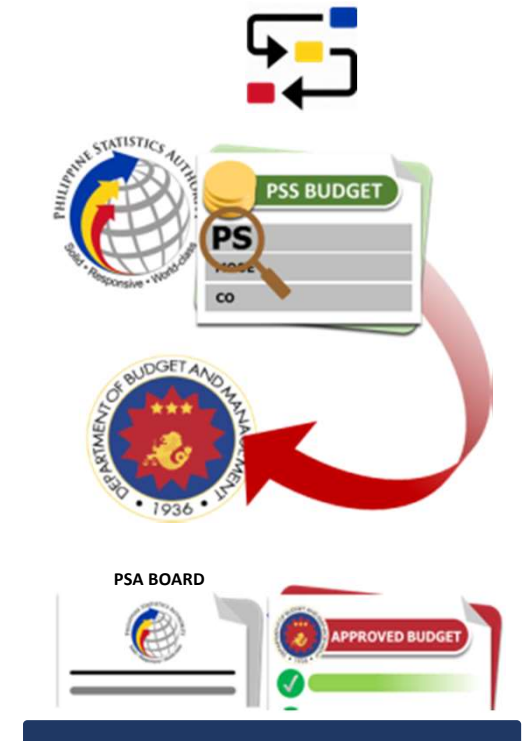 PHILIPPINE STATISTICS AUTHORITY
Solid • Responsive • World-class
PSS BUDGET
PS
MOOE
CO
DEPARTMENT OF BUDGET AND MANAGEMENT
• 1936 •
PSA BOARD
APPROVED BUDGET